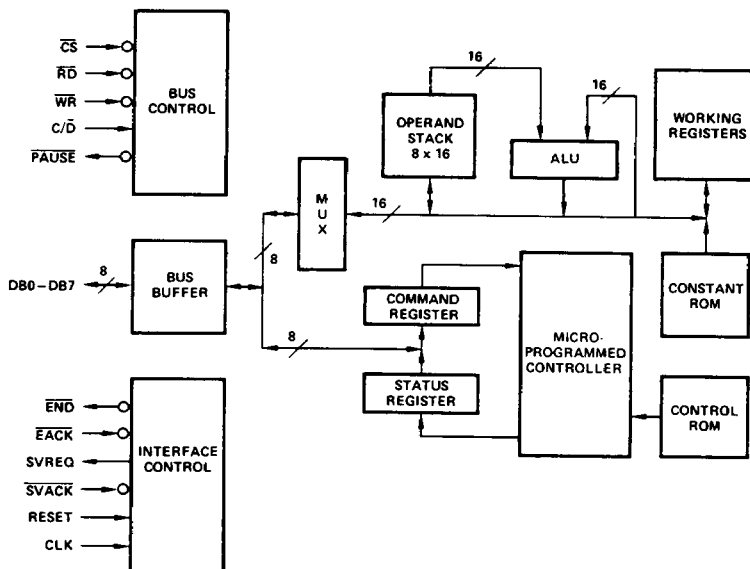 CS
RD
WR
C/D
PAUSE
BUS
CONTROL
16
OPERAND
STACK
8 x 16
16
ALU
WORKING
REGISTERS
MUX
16
8
DB0–DB7
8
BUS
BUFFER
8
COMMAND
REGISTER
STATUS
REGISTER
MICRO-
PROGRAMMED
CONTROLLER
CONSTANT
ROM
CONTROL
ROM
END
EACK
SVREQ
SVACK
RESET
CLK
INTERFACE
CONTROL